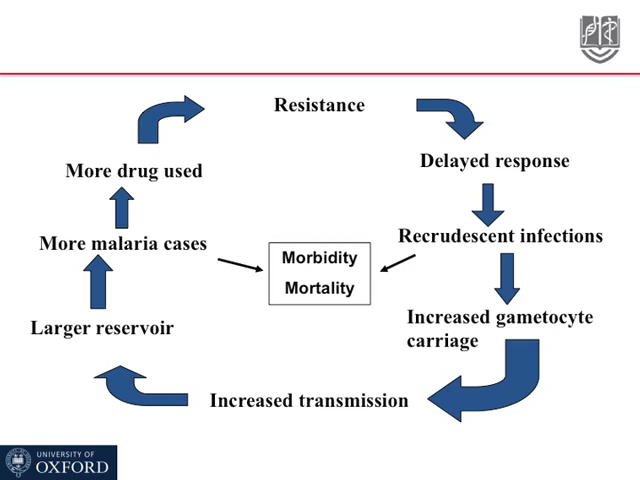 Resistance
Delayed response
More drug used
Recrudescent infections
More malaria cases
Morbidity
Mortality
Increased gametocyte
carriage
Larger reservoir
Increased transmission
UNIVERSITY OF
OXFORD